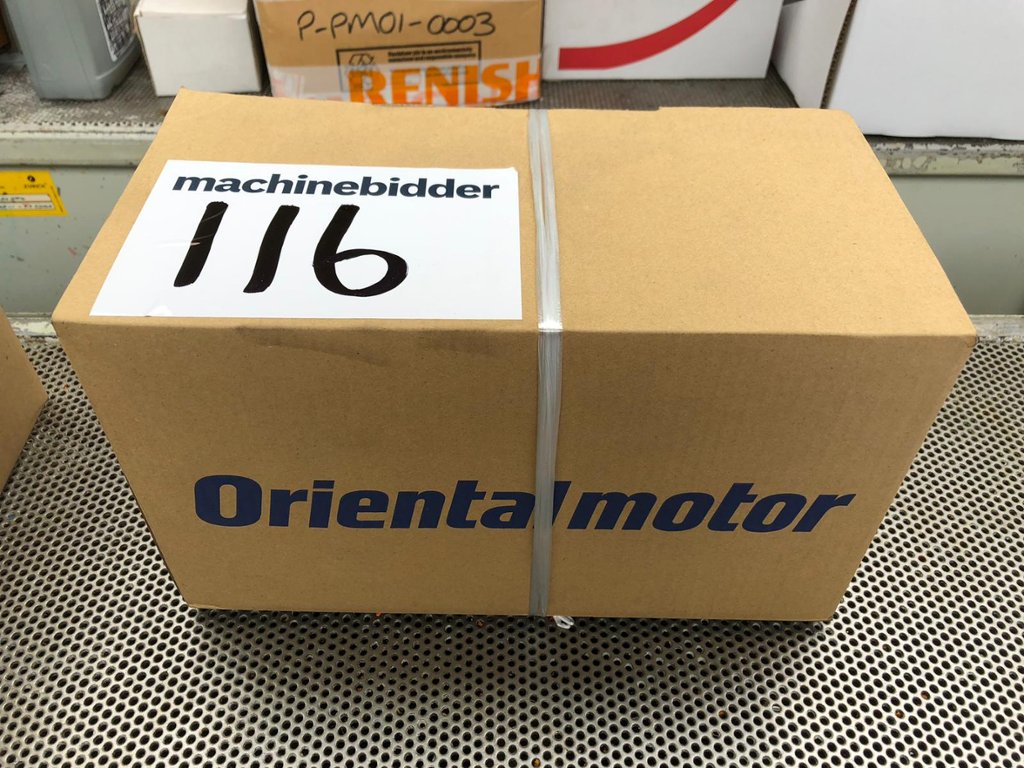 P-PM01-0003
RENISH
machinebidder
116
Orientalmotor